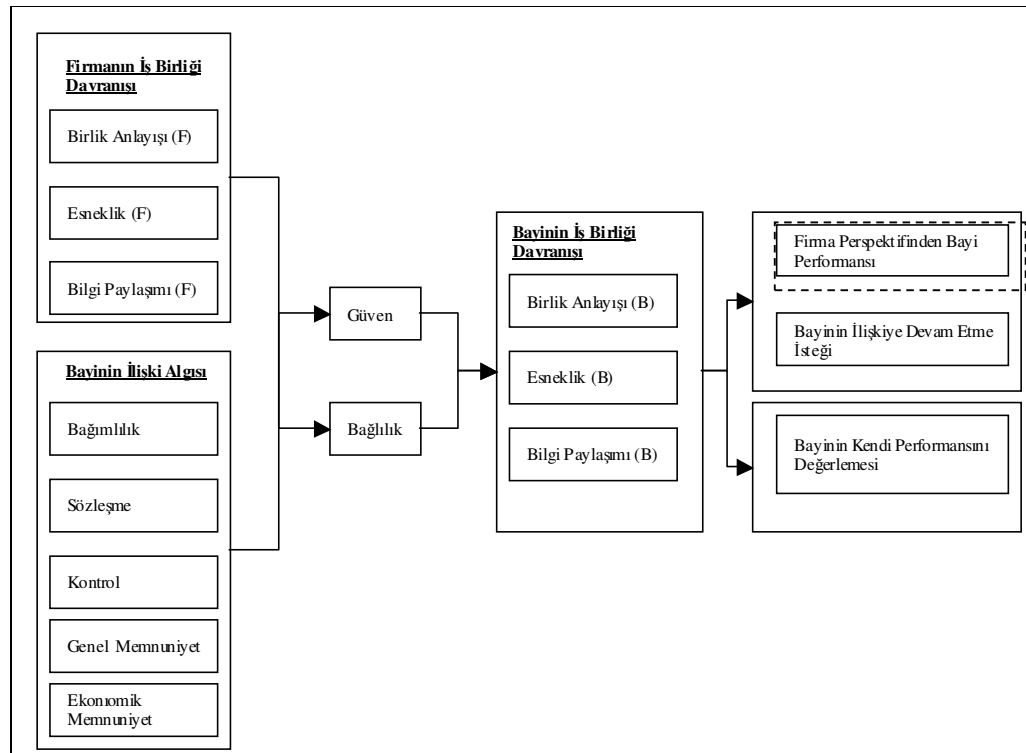 Firmanın İş Birliği
Davranışı
Birlik Anlayışı (F)
Esneklik (F)
Bilgi Paylaşımı (F)
Bayinin İlişki Algısı
Bağımlılık
Sözleşme
Kontrol
Genel Memnuniyet
Ekonıomik
Memnuniyet
Güven
Bağlılık
Bayinin İş Birliği
Davranışı
Birlik Anlayışı (B)
Esneklik (B)
Bilgi Paylaşımı (B)
Firma Perspektifinden Bayi
Performansı
Bayinin İlişkiye Devam Etme
İsteği
Bayinin Kendi Performansını
Değerlemesi